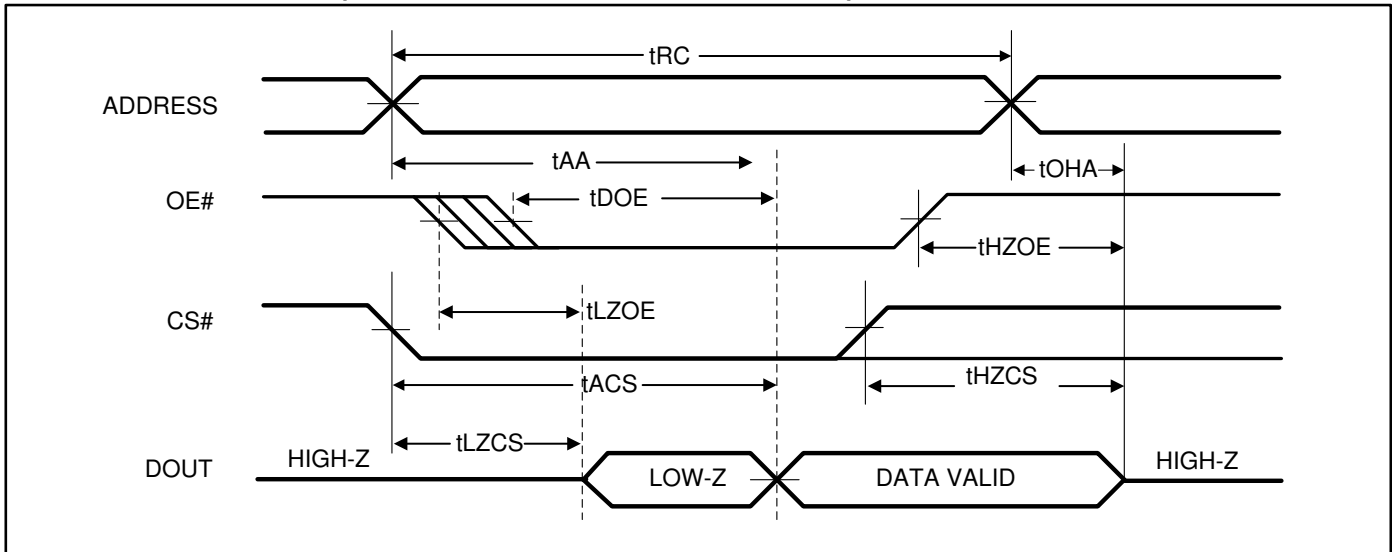 tRC
ADDRESS
tAA
tOHA
OE#
tDOE
tHZOE
tLZOE
CS#
tACS
tHZCS
tLZCS
DOUT
HIGH-Z
LOW-Z
DATA VALID
HIGH-Z